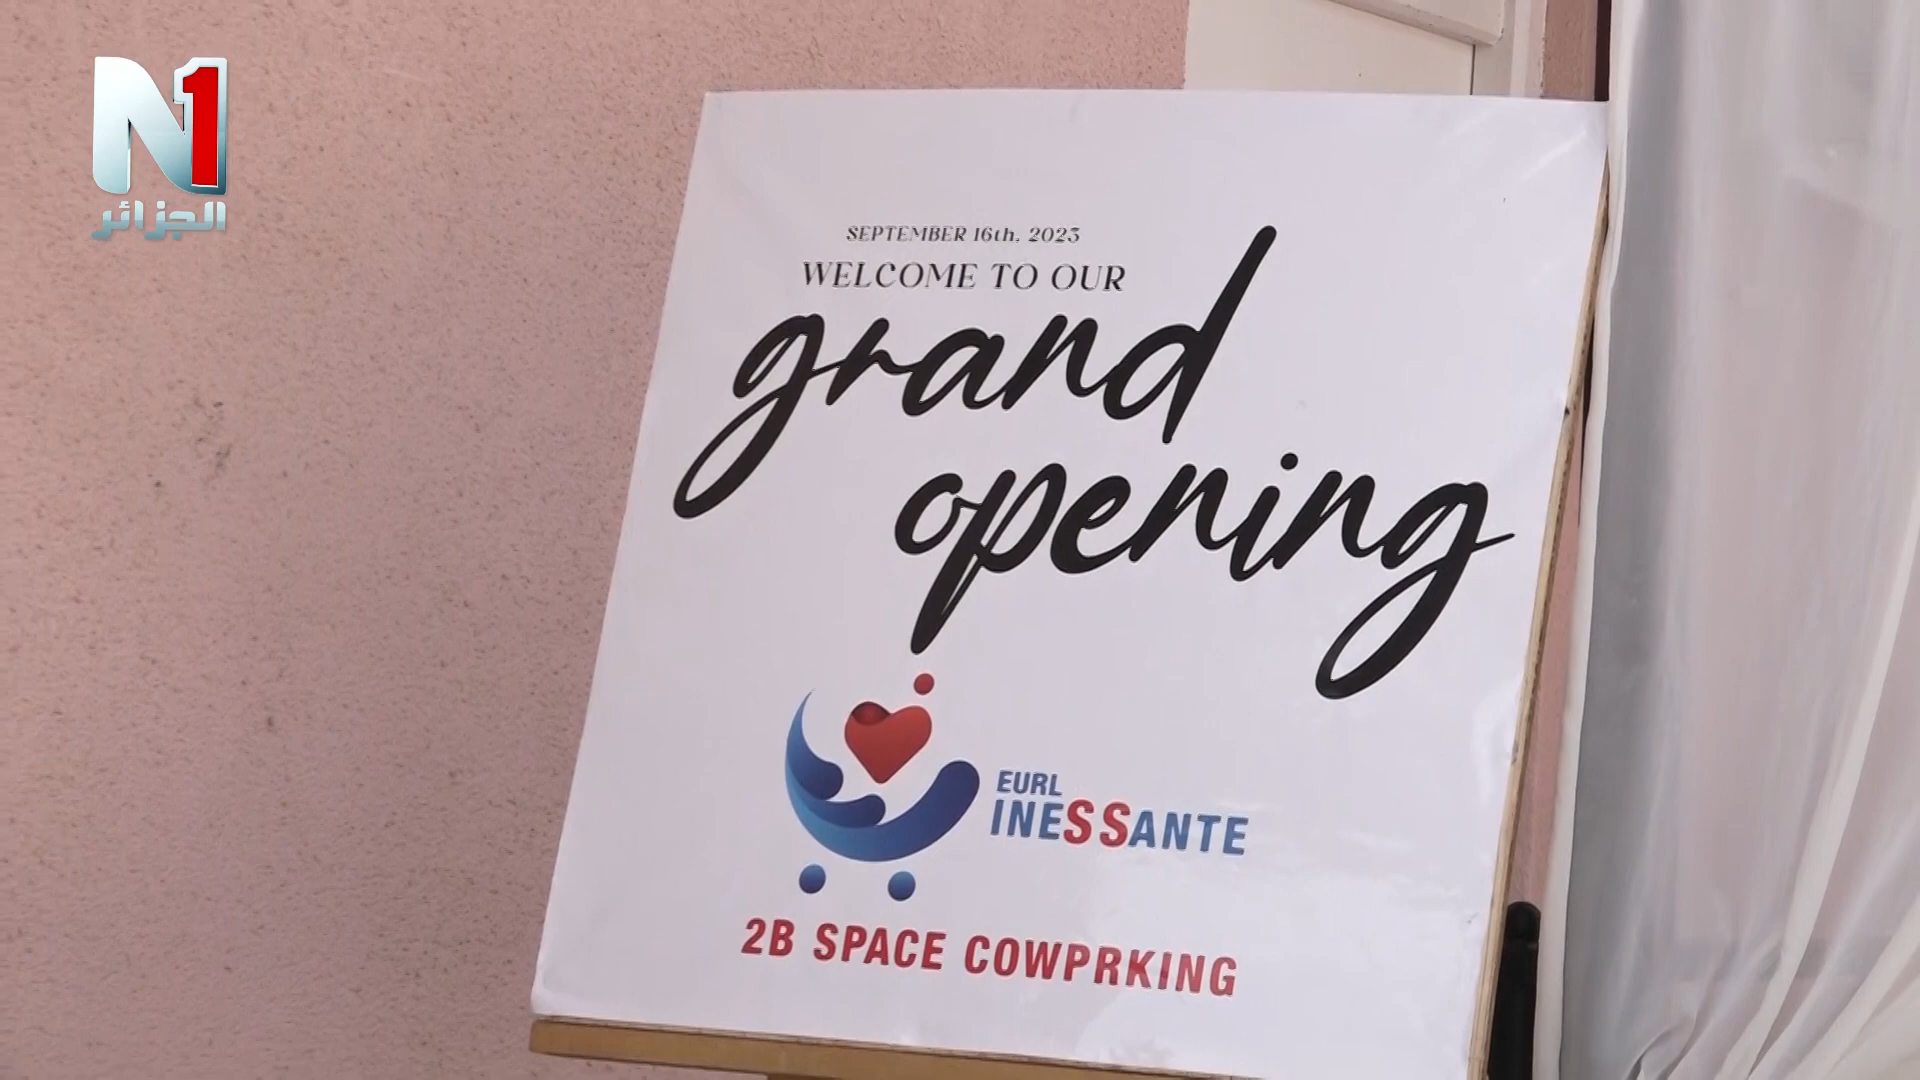 N1
الجزائر
SEPTEMBER 16th, 2023
WELCOME TO OUR
grand
opening
EURL
INESSANTE
2B SPACE COWPRKING